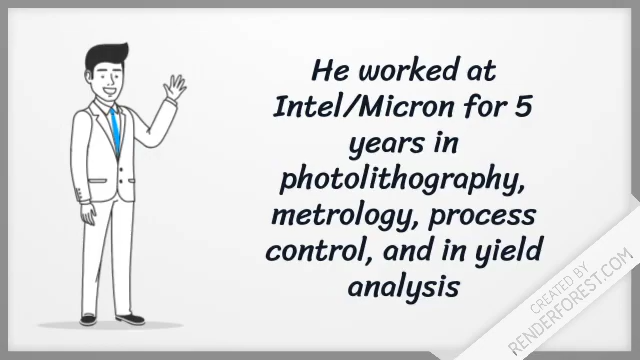 He worked at
Intel/Micron for 5
years in
photolithography,
metrology, process
control, and in yield
analysis
CREATED BY
RENDERFOREST.COM